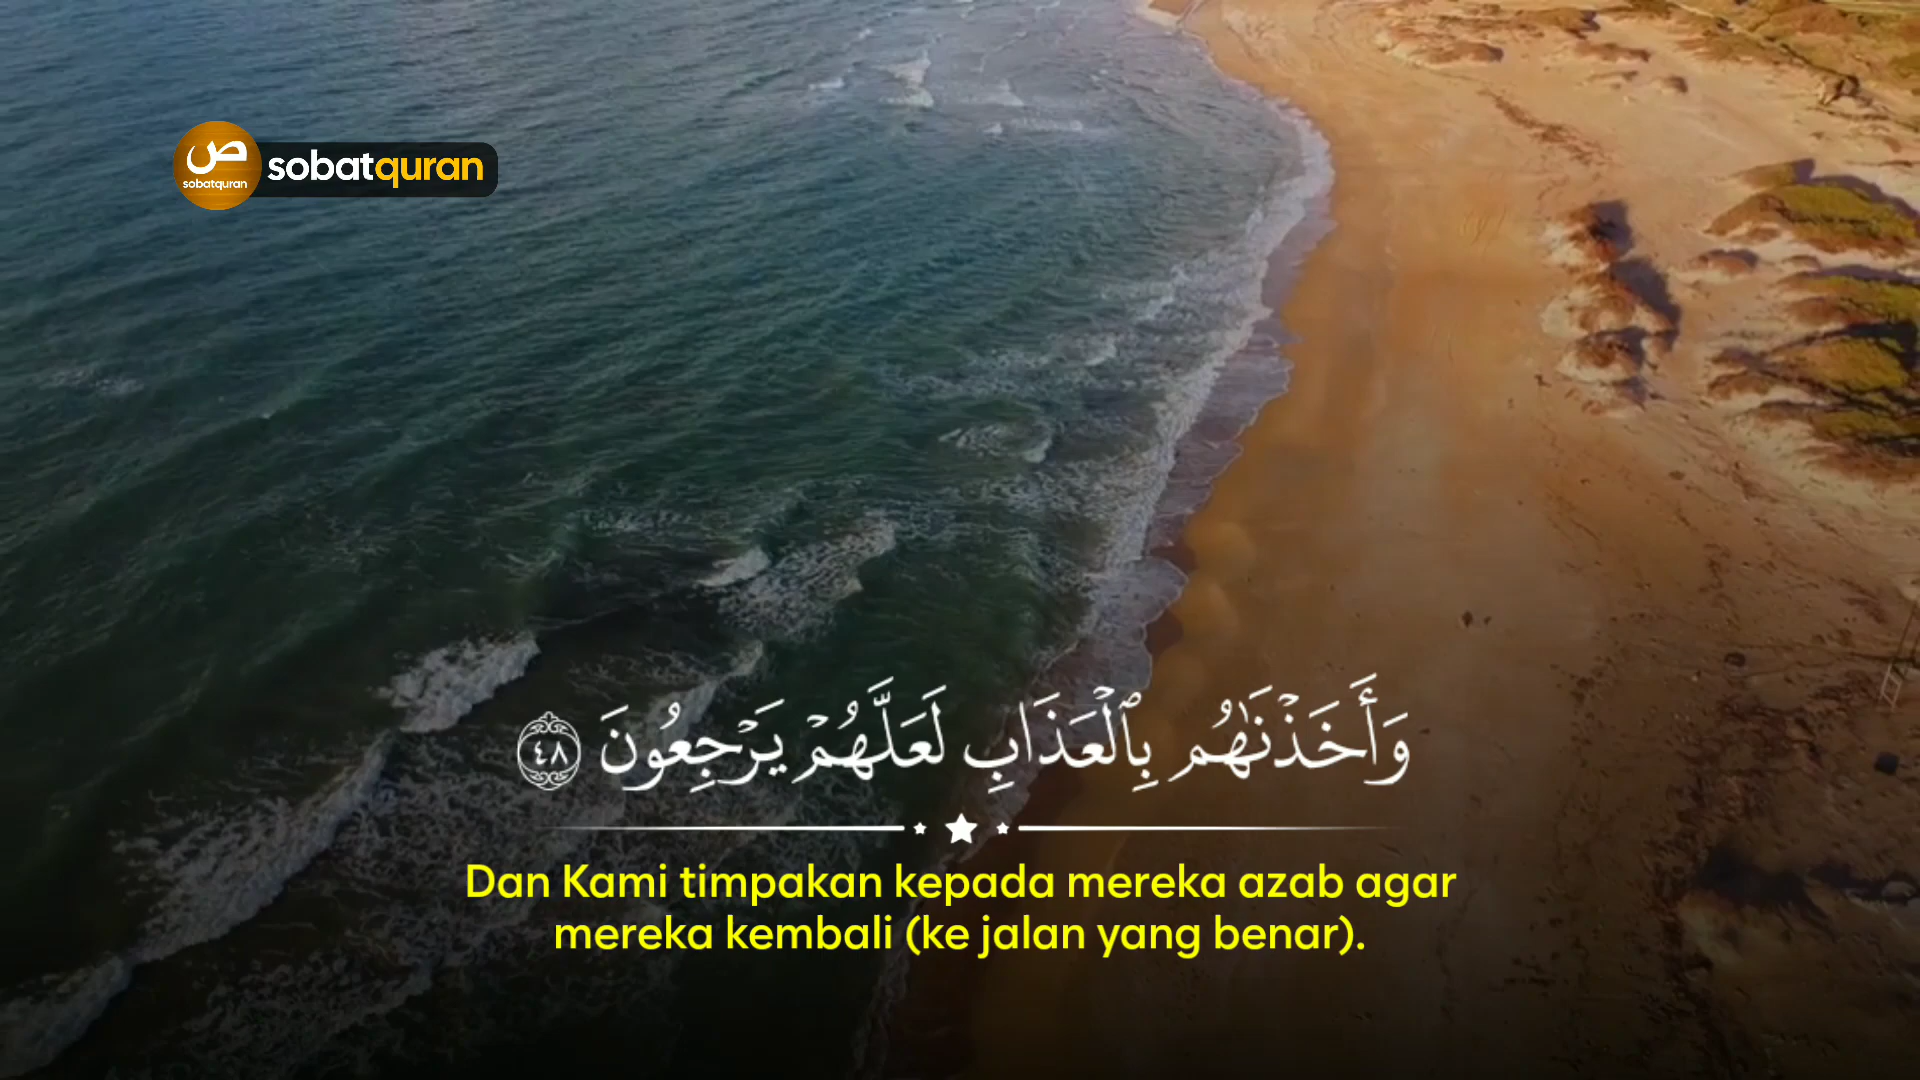 ص
sobatquran
sobatquran
وَأَخَذْنَٰهُم بِٱلْعَذَابِ لَعَلَّهُمْ يَرْجِعُونَ ٤٨
Dan Kami timpakan kepada mereka azab agar
mereka kembali (ke jalan yang benar).